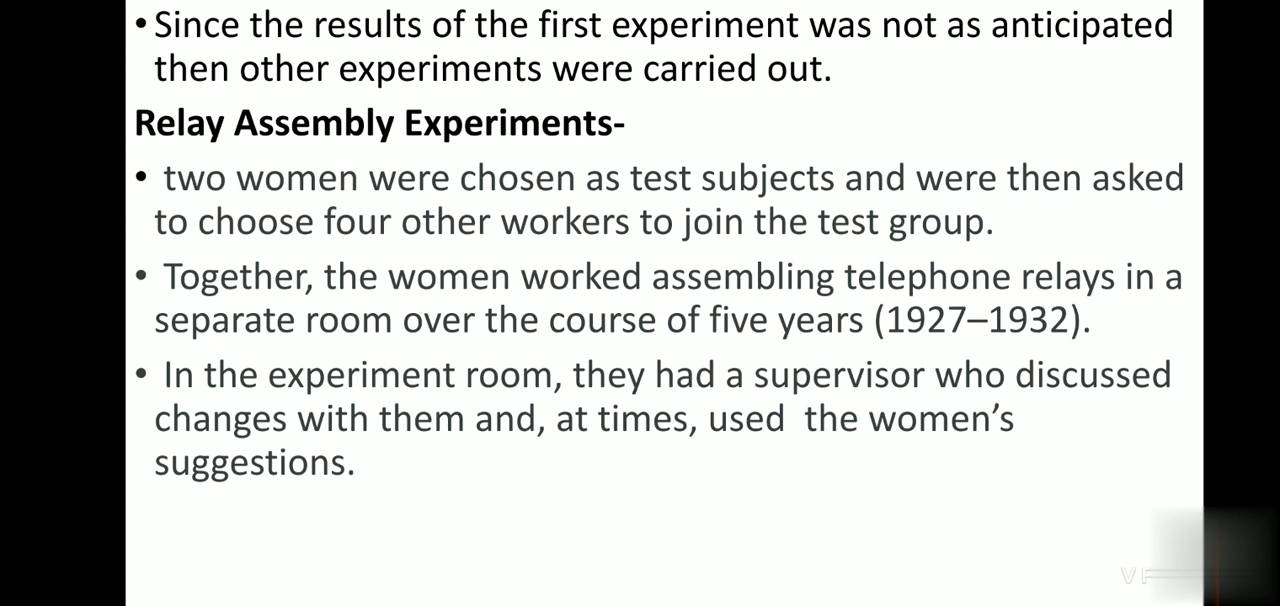 • Since the results of the first experiment was not as anticipated
then other experiments were carried out.
Relay Assembly Experiments-
• two women were chosen as test subjects and were then asked
to choose four other workers to join the test group.
• Together, the women worked assembling telephone relays in a
separate room over the course of five years (1927–1932).
• In the experiment room, they had a supervisor who discussed
changes with them and, at times, used  the women’s
suggestions.